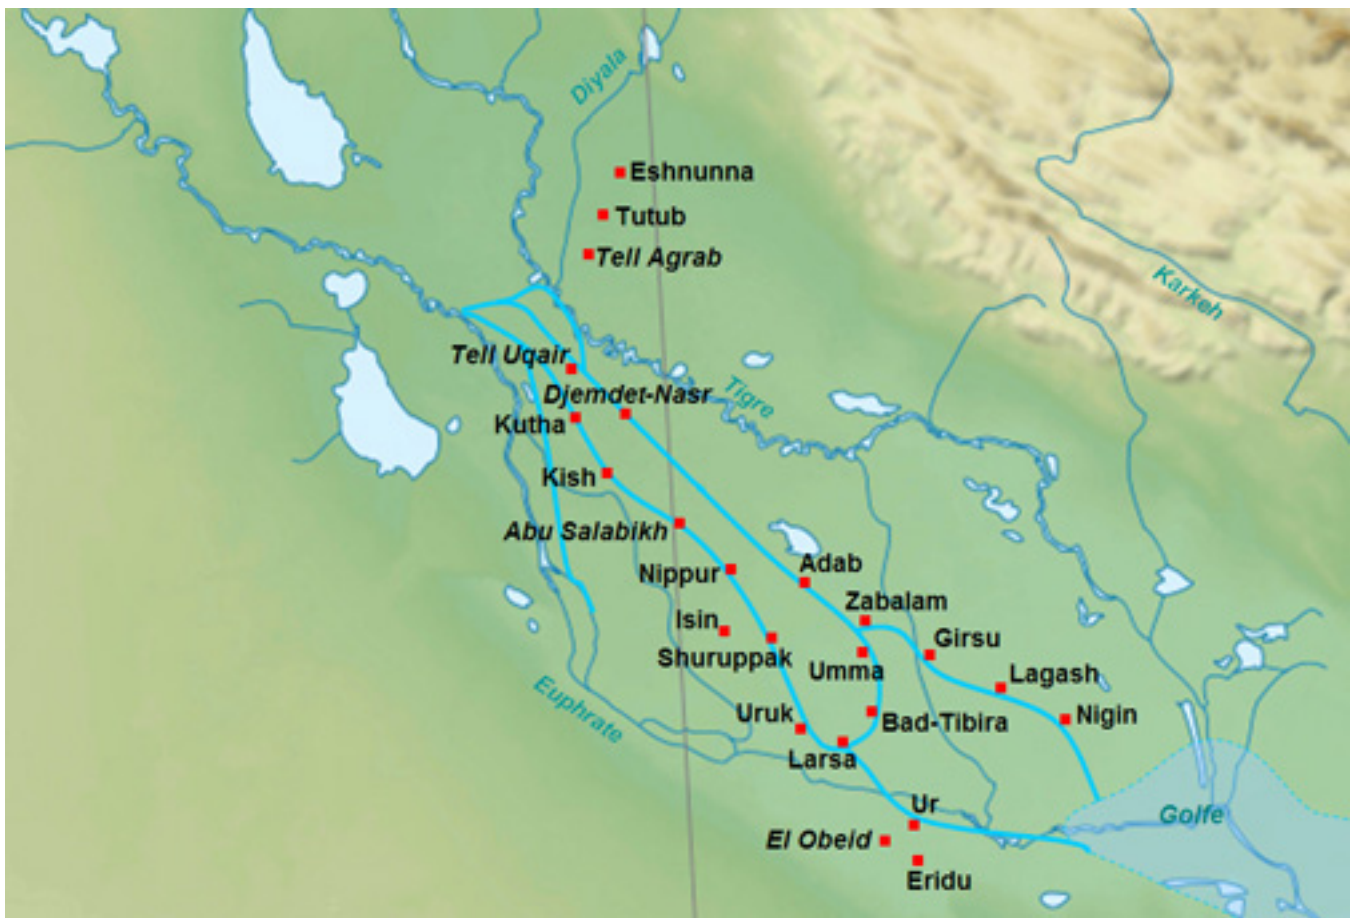 Diyala
Eshnunna
Tutub
Tell Agrab
Karkeh
Tell Uqair
Djemdet-Nasr
Tigre
Kutha
Kish
Abu Salabikh
Nippur
Adab
Zabalam
Isin
Girsu
Shuruppak
Umma
Lagash
Euphrate
Uruk
Bad-Tibira
Nigin
Larsa
Ur
Golfe
El Obeid
Eridu